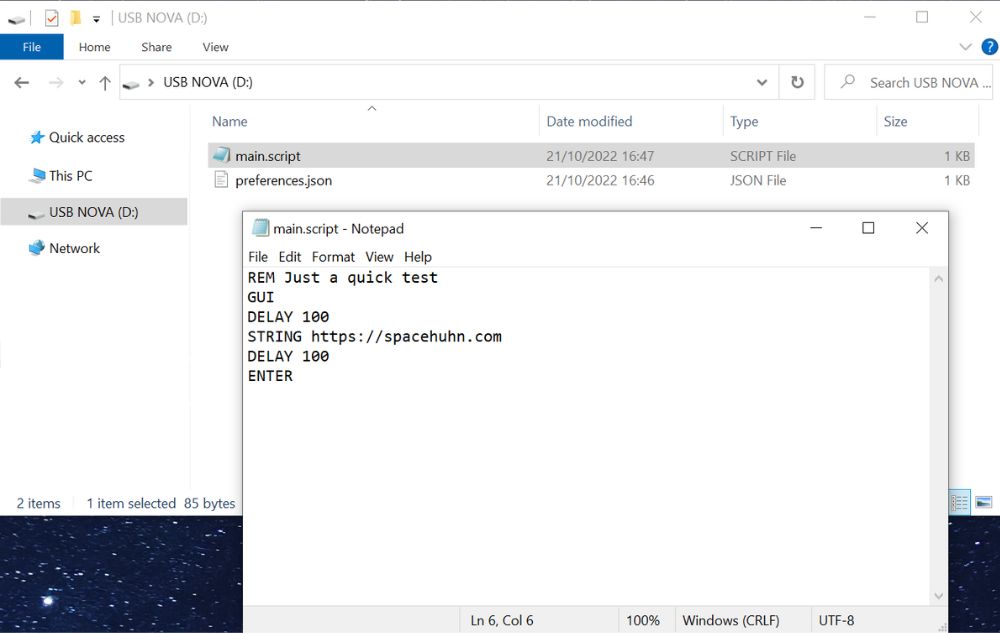 USB NOVA (D:)
File Home Share View
?
USB NOVA (D:) Search USB NOVA ...
Name Date modified Type Size
Quick access
This PC
USB NOVA (D:)
Network
main.script 21/10/2022 16:47 SCRIPT File 1 KB
preferences.json 21/10/2022 16:46 JSON File 1 KB
main.script - Notepad
File Edit Format View Help
REM Just a quick test
GUI
DELAY 100
STRING https://spacehuhn.com
DELAY 100
ENTER
2 items 1 item selected 85 bytes
Ln 6, Col 6 100% Windows (CRLF) UTF-8